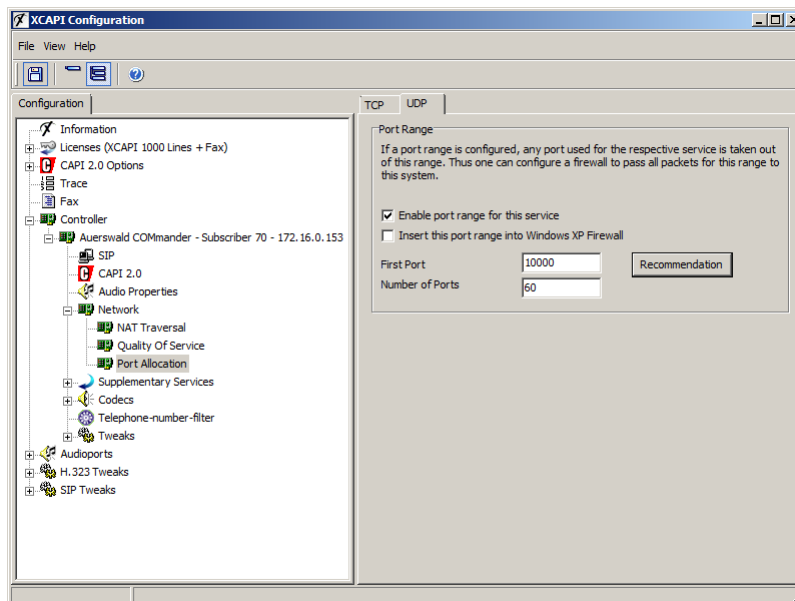 XCAPI Configuration
File View Help
Configuration
TCP UDP
Information
Licenses (XCAPI 1000 Lines + Fax)
CAPI 2.0 Options
Trace
Fax
Controller
Auerswald COMmander - Subscriber 70 - 172.16.0.153
SIP
CAPI 2.0
Audio Properties
Network
NAT Traversal
Quality Of Service
Port Allocation
Supplementary Services
Codecs
Telephone-number-filter
Tweaks
Audioports
H.323 Tweaks
SIP Tweaks
Port Range
If a port range is configured, any port used for the respective service is taken out
of this range. Thus one can configure a firewall to pass all packets for this range to
this system.
Enable port range for this service
Insert this port range into Windows XP Firewall
First Port 10000 Recommendation
Number of Ports 60